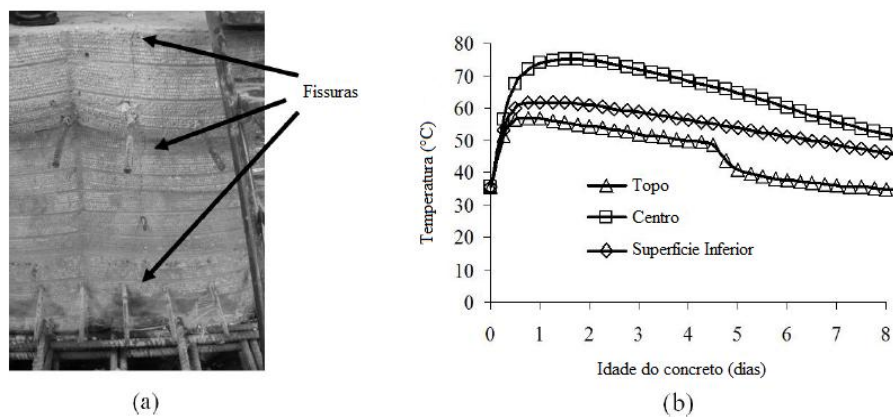 Fissuras
(a)
80
70
60
50
40
30
20
10
0
Temperatura (°C)
Topo
Centro
Superfície Inferior
0 1 2 3 4 5 6 7 8
Idade do concreto (dias)
(b)